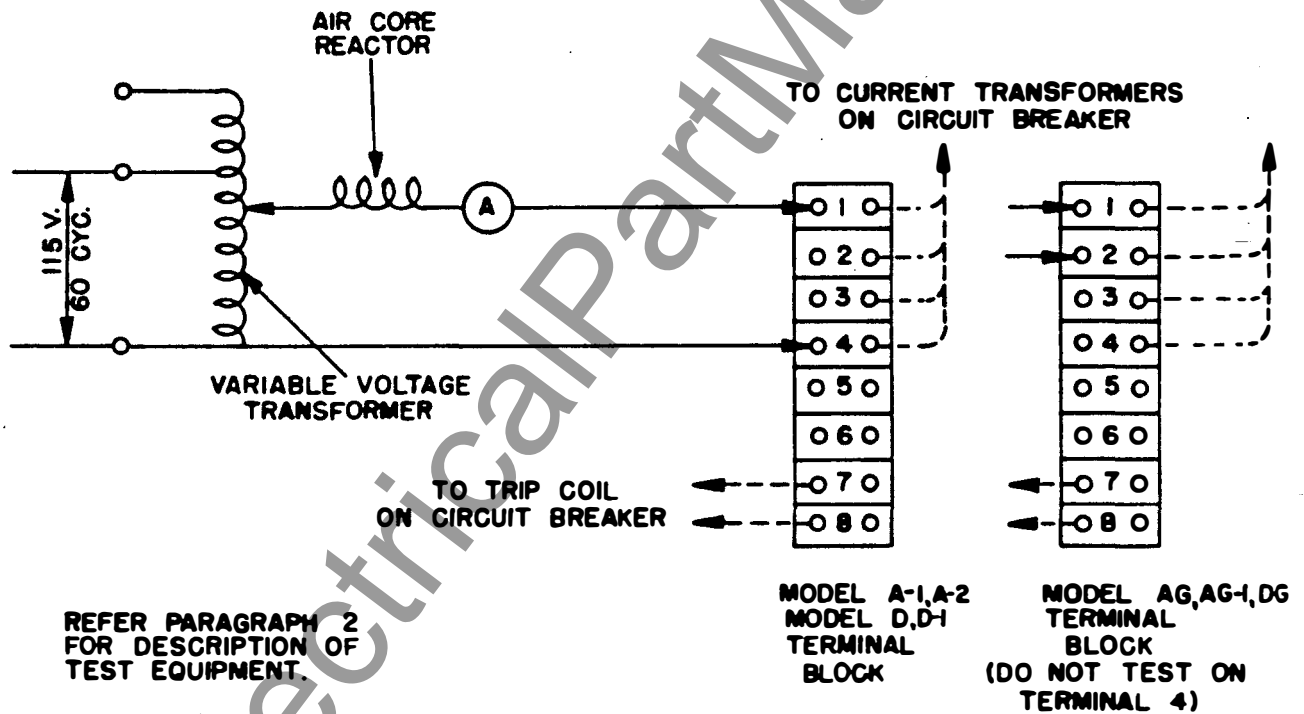 AIR CORE
REACTOR
TO CURRENT TRANSFORMERS
ON CIRCUIT BREAKER
115 V.
60 CYC.
A
1
2
3
4
5
6
7
8
1
2
3
4
5
6
7
8
VARIABLE VOLTAGE
TRANSFORMER
TO TRIP COIL
ON CIRCUIT BREAKER
REFER PARAGRAPH 2
FOR DESCRIPTION OF
TEST EQUIPMENT.
MODEL A-1,A-2
MODEL D,D-1
TERMINAL
BLOCK
MODEL AG,AG-1,DG
TERMINAL
BLOCK
(DO NOT TEST ON
TERMINAL 4)
ectricalPartMa